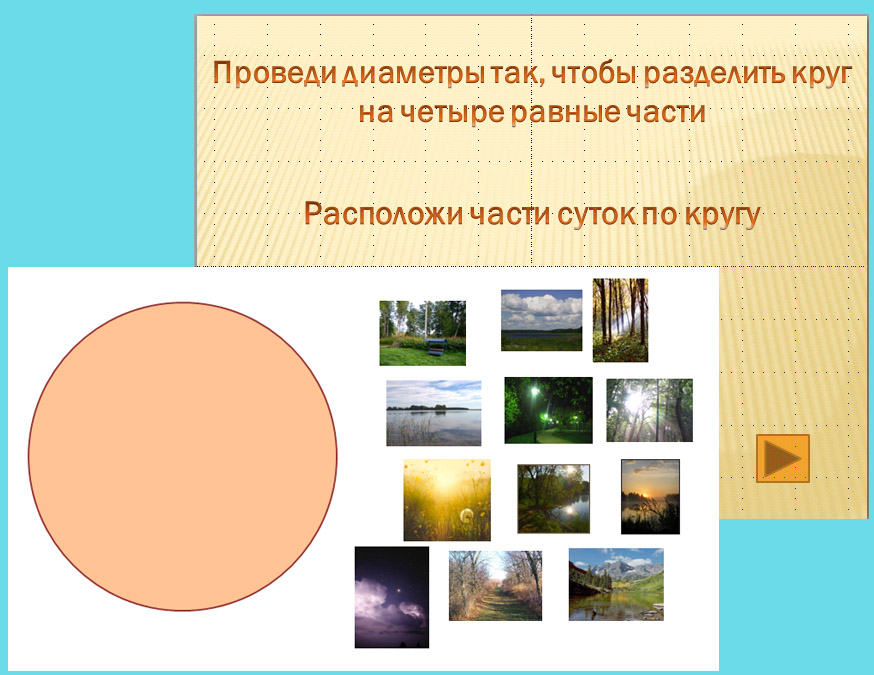 Проведи диаметры так, чтобы разделить круг
на четыре равные части
Расположи части суток по кругу